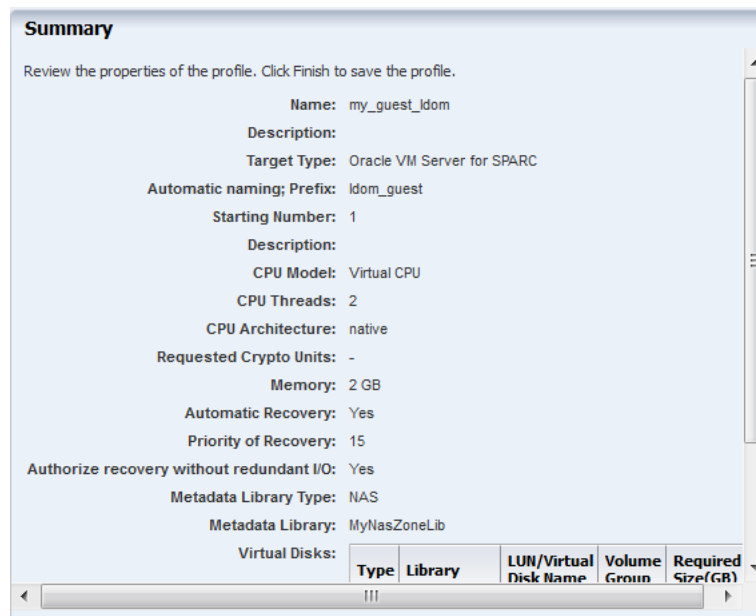 Summary
Review the properties of the profile. Click Finish to save the profile.
Name: my_guest_ldom
Description:
Target Type: Oracle VM Server for SPARC
Automatic naming; Prefix: ldom_guest
Starting Number: 1
Description:
CPU Model: Virtual CPU
CPU Threads: 2
CPU Architecture: native
Requested Crypto Units: -
Memory: 2 GB
Automatic Recovery: Yes
Priority of Recovery: 15
Authorize recovery without redundant I/O: Yes
Metadata Library Type: NAS
Metadata Library: MyNasZoneLib
Virtual Disks:
Type Library LUN/Virtual Disk Name Volume Group Required Size(GB)